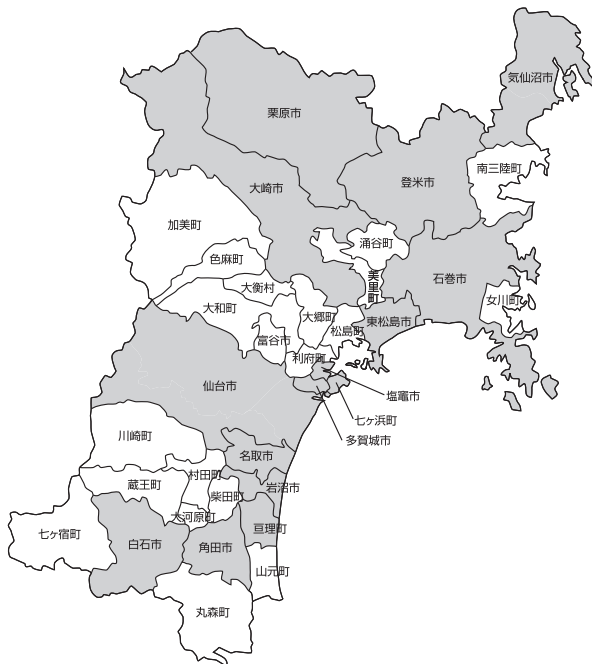 気仙沼市
栗原市
南三陸町
登米市
大崎市
加美町
涌谷町
色麻町
石巻市
美里町
大衡村
女川町
大和町
大郷町
東松島市
松島町
富谷市
利府町
仙台市
塩竈市
七ヶ浜町
多賀城市
川崎町
名取市
村田町
蔵王町
岩沼市
柴田町
大河原町
亘理町
七ヶ宿町
白石市
角田市
山元町
丸森町